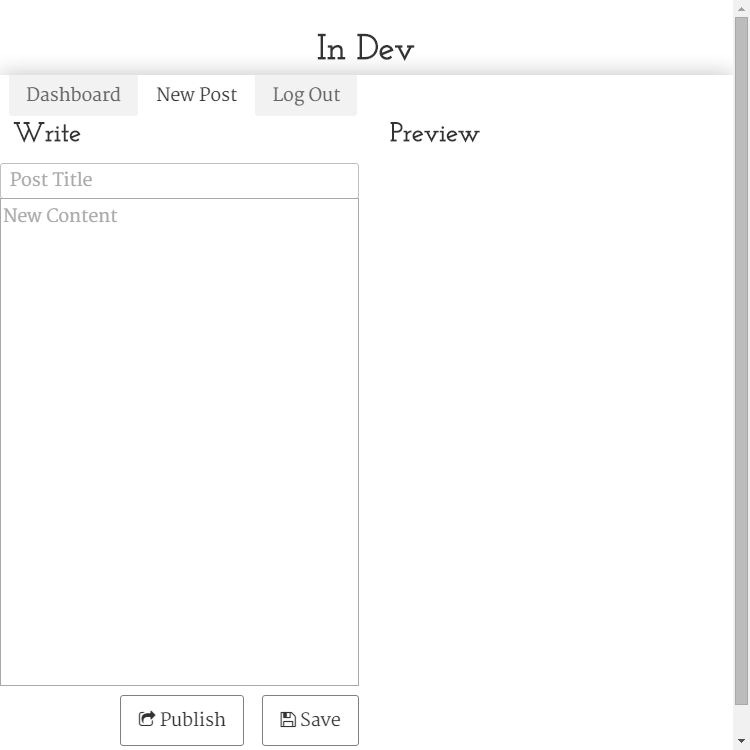 In Dev
Dashboard New Post Log Out
Write Preview
Post Title
New Content
Publish Save